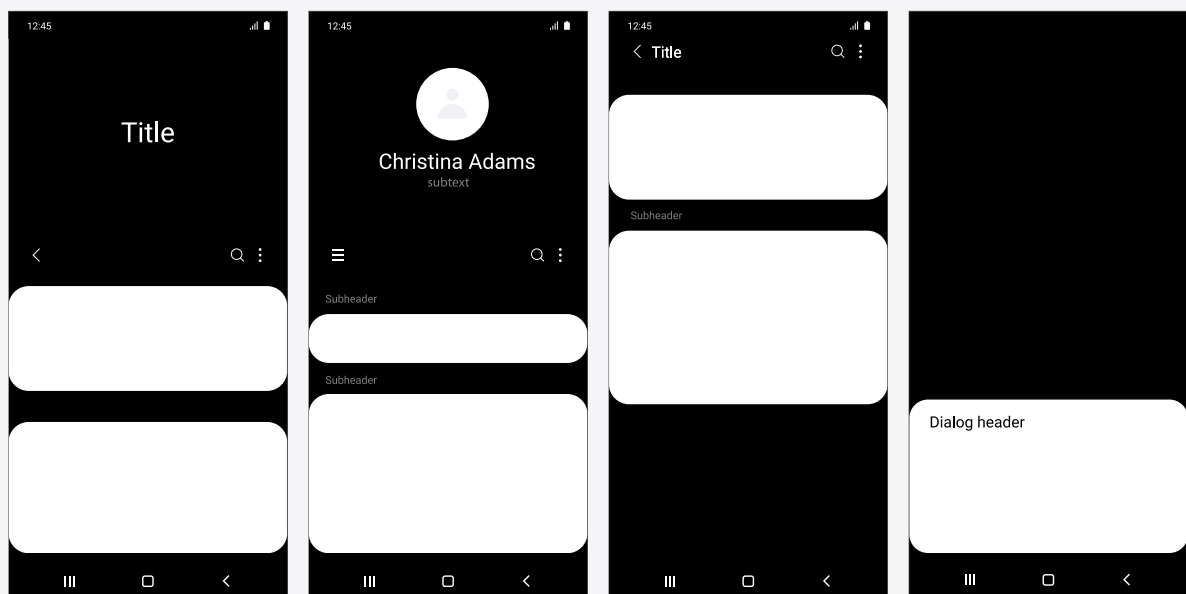 12:45
Title
12:45
Christina Adams
subtext
Subheader
Subheader
12:45
Title
Subheader
Dialog header